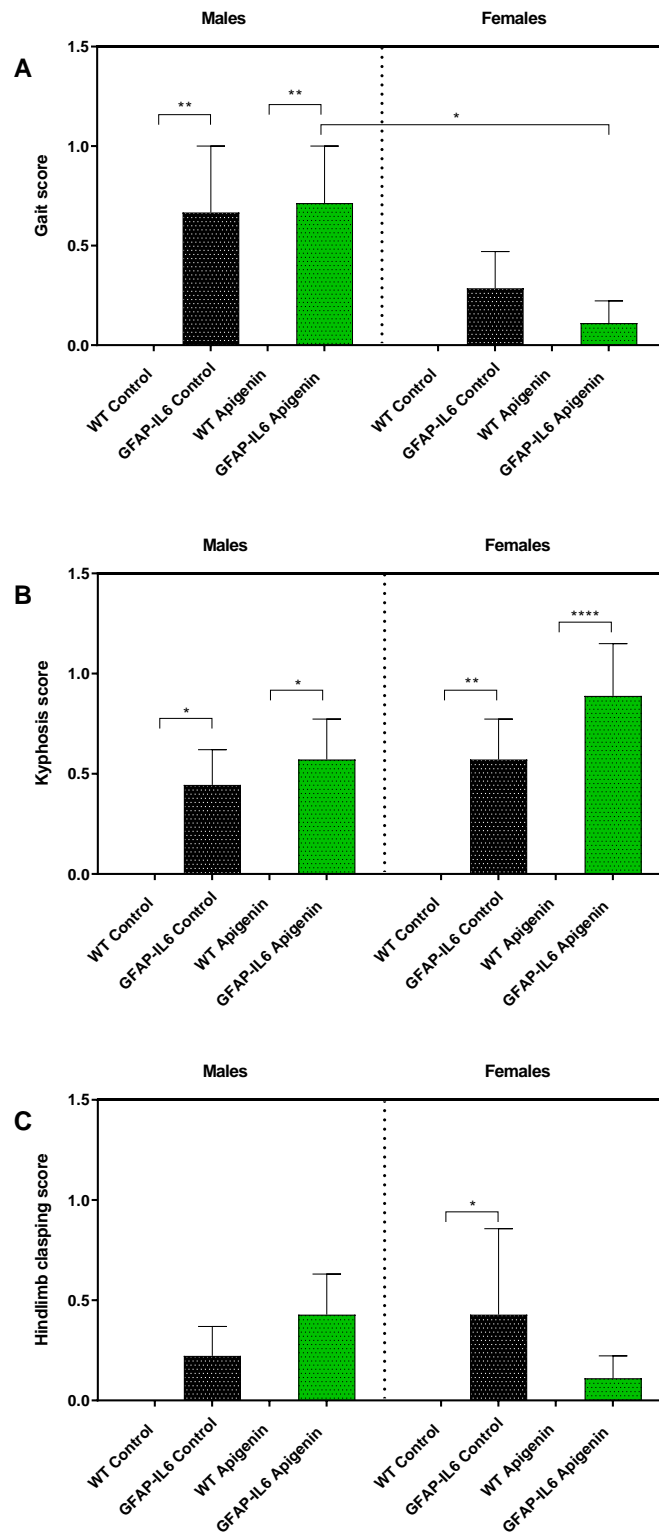 Males Females
A
1.5
** ** *
1.0
Gait score
0.5
0.0
WT Control GFAP-IL6 Control WT Apigenin GFAP-IL6 Apigenin WT Control GFAP-IL6 Control WT Apigenin GFAP-IL6 Apigenin
Males Females
B
1.5
* * ** ****
1.0
Kyphosis score
0.5
0.0
WT Control GFAP-IL6 Control WT Apigenin GFAP-IL6 Apigenin WT Control GFAP-IL6 Control WT Apigenin GFAP-IL6 Apigenin
Males Females
C
1.5
*
1.0
Hindlimb clasping score
0.5
0.0
WT Control GFAP-IL6 Control WT Apigenin GFAP-IL6 Apigenin WT Control GFAP-IL6 Control WT Apigenin GFAP-IL6 Apigenin